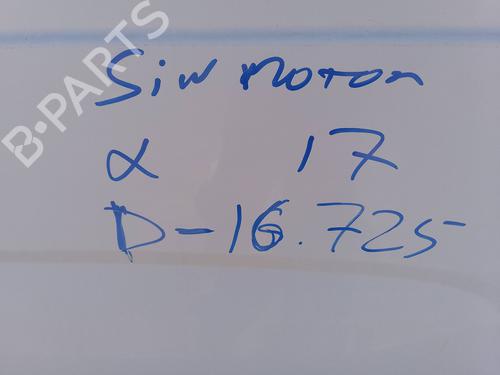 B-PARTS
Sin motor
α 17
D-16.725